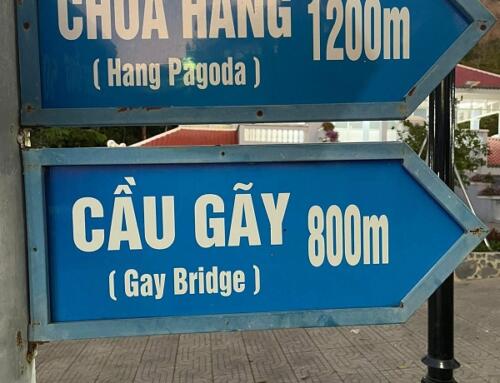 CHÙA HANG 1200m
( Hang Pagoda )
CẦU GÃY 800m
( Gay Bridge )